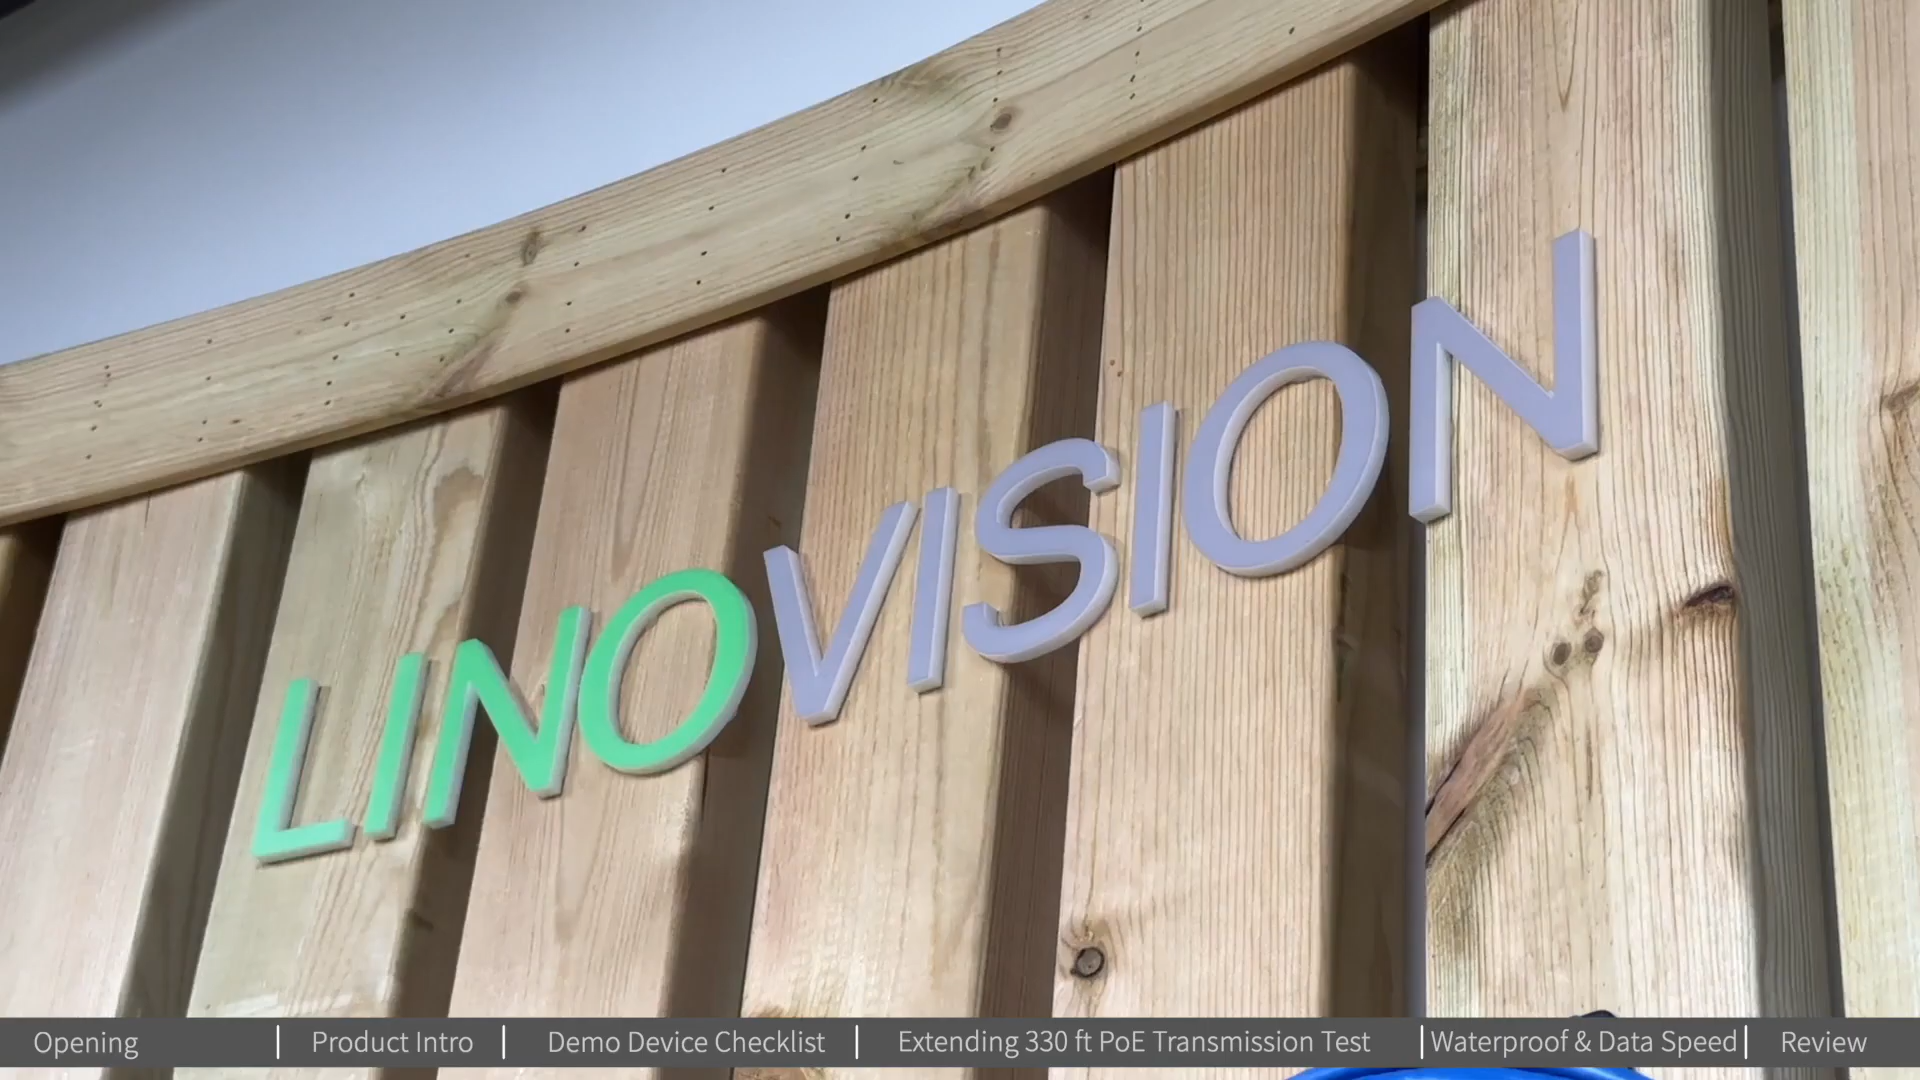 LINOVISION
Opening | Product Intro | Demo Device Checklist | Extending 330 ft PoE Transmission Test | Waterproof & Data Speed | Review